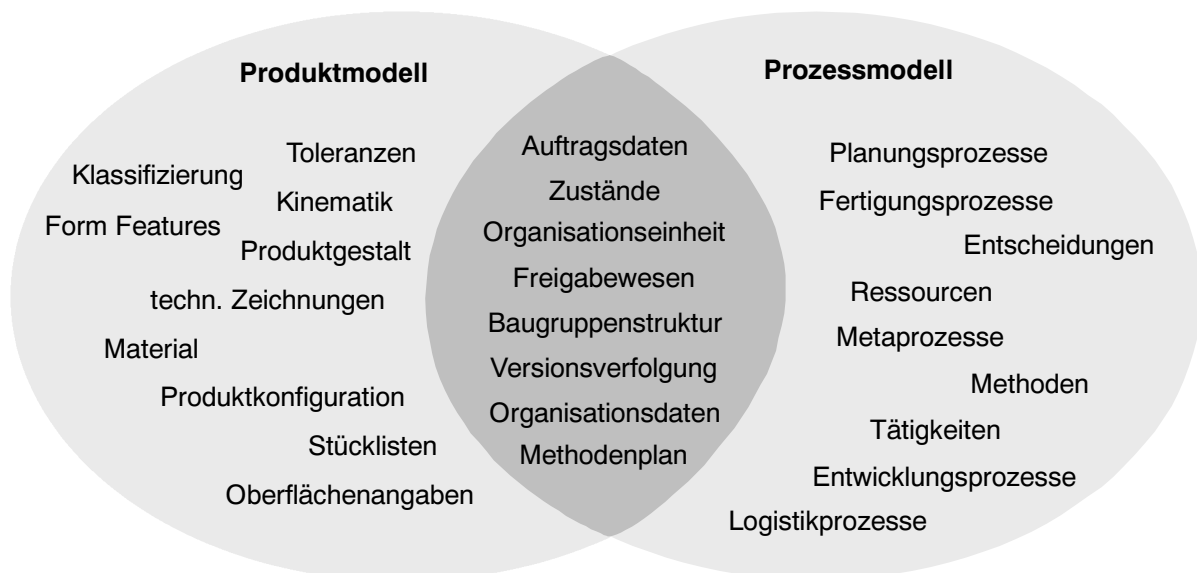 Produktmodell
Klassifizierung
Toleranzen
Form Features
Kinematik
Produktgestalt
techn. Zeichnungen
Material
Produktkonfiguration
Stücklisten
Oberflächenangaben
Auftragsdaten
Zustände
Organisationseinheit
Freigabewesen
Baugruppenstruktur
Versionsverfolgung
Organisationsdaten
Methodenplan
Prozessmodell
Planungsprozesse
Fertigungsprozesse
Entscheidungen
Ressourcen
Metaprozesse
Methoden
Tätigkeiten
Entwicklungsprozesse
Logistikprozesse